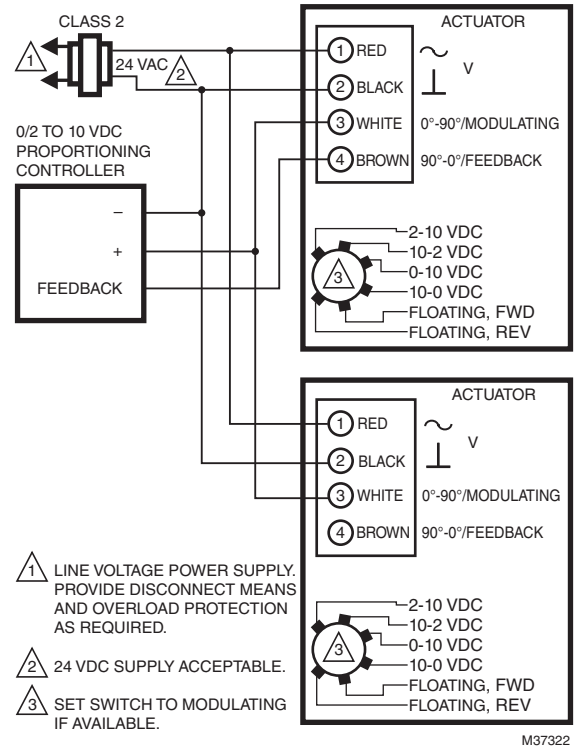 CLASS 2
1
24 VAC
2
0/2 TO 10 VDC
PROPORTIONING
CONTROLLER
–
+
FEEDBACK
ACTUATOR
1 RED
2 BLACK
V
3 WHITE 0°-90°/MODULATING
4 BROWN 90°-0°/FEEDBACK
3
2-10 VDC
10-2 VDC
0-10 VDC
10-0 VDC
FLOATING, FWD
FLOATING, REV
ACTUATOR
1 RED
2 BLACK
V
3 WHITE 0°-90°/MODULATING
4 BROWN 90°-0°/FEEDBACK
3
2-10 VDC
10-2 VDC
0-10 VDC
10-0 VDC
FLOATING, FWD
FLOATING, REV
1 LINE VOLTAGE POWER SUPPLY.
PROVIDE DISCONNECT MEANS
AND OVERLOAD PROTECTION
AS REQUIRED.
2 24 VDC SUPPLY ACCEPTABLE.
3 SET SWITCH TO MODULATING
IF AVAILABLE.
M37322